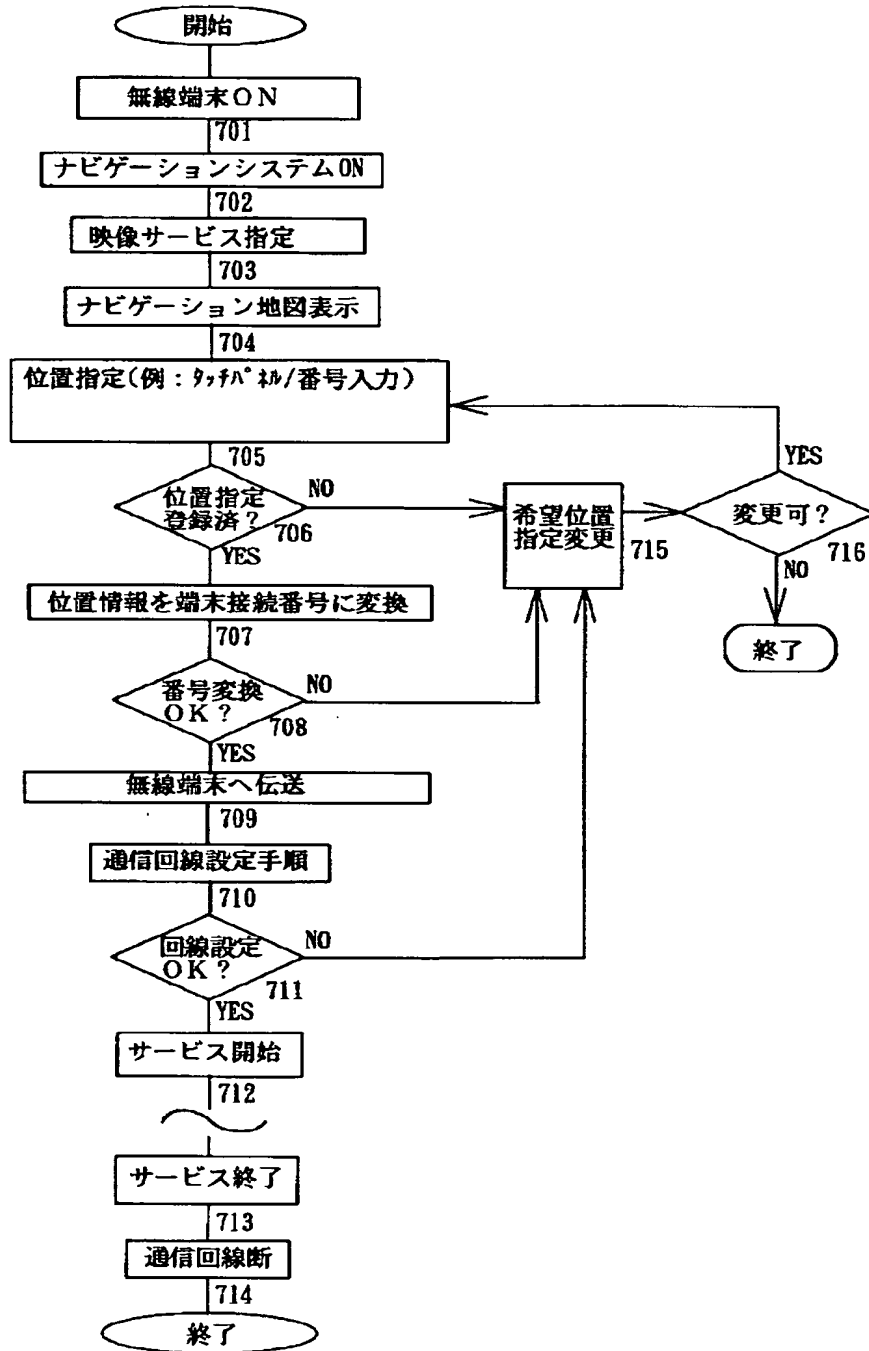 開始
無線端末ON
701
ナビゲーションシステムON
702
映像サービス指定
703
ナビゲーション地図表示
704
位置指定(例：ﾀｯﾁﾊﾟﾈﾙ/番号入力)
705
位置指定
登録済？
706
NO
YES
希望位置
指定変更
715
変更可？
716
YES
NO
終了
位置情報を端末接続番号に変換
707
番号変換
OK？
708
NO
YES
無線端末へ伝送
709
通信回線設定手順
710
回線設定
OK？
711
NO
YES
サービス開始
712
サービス終了
713
通信回線断
714
終了